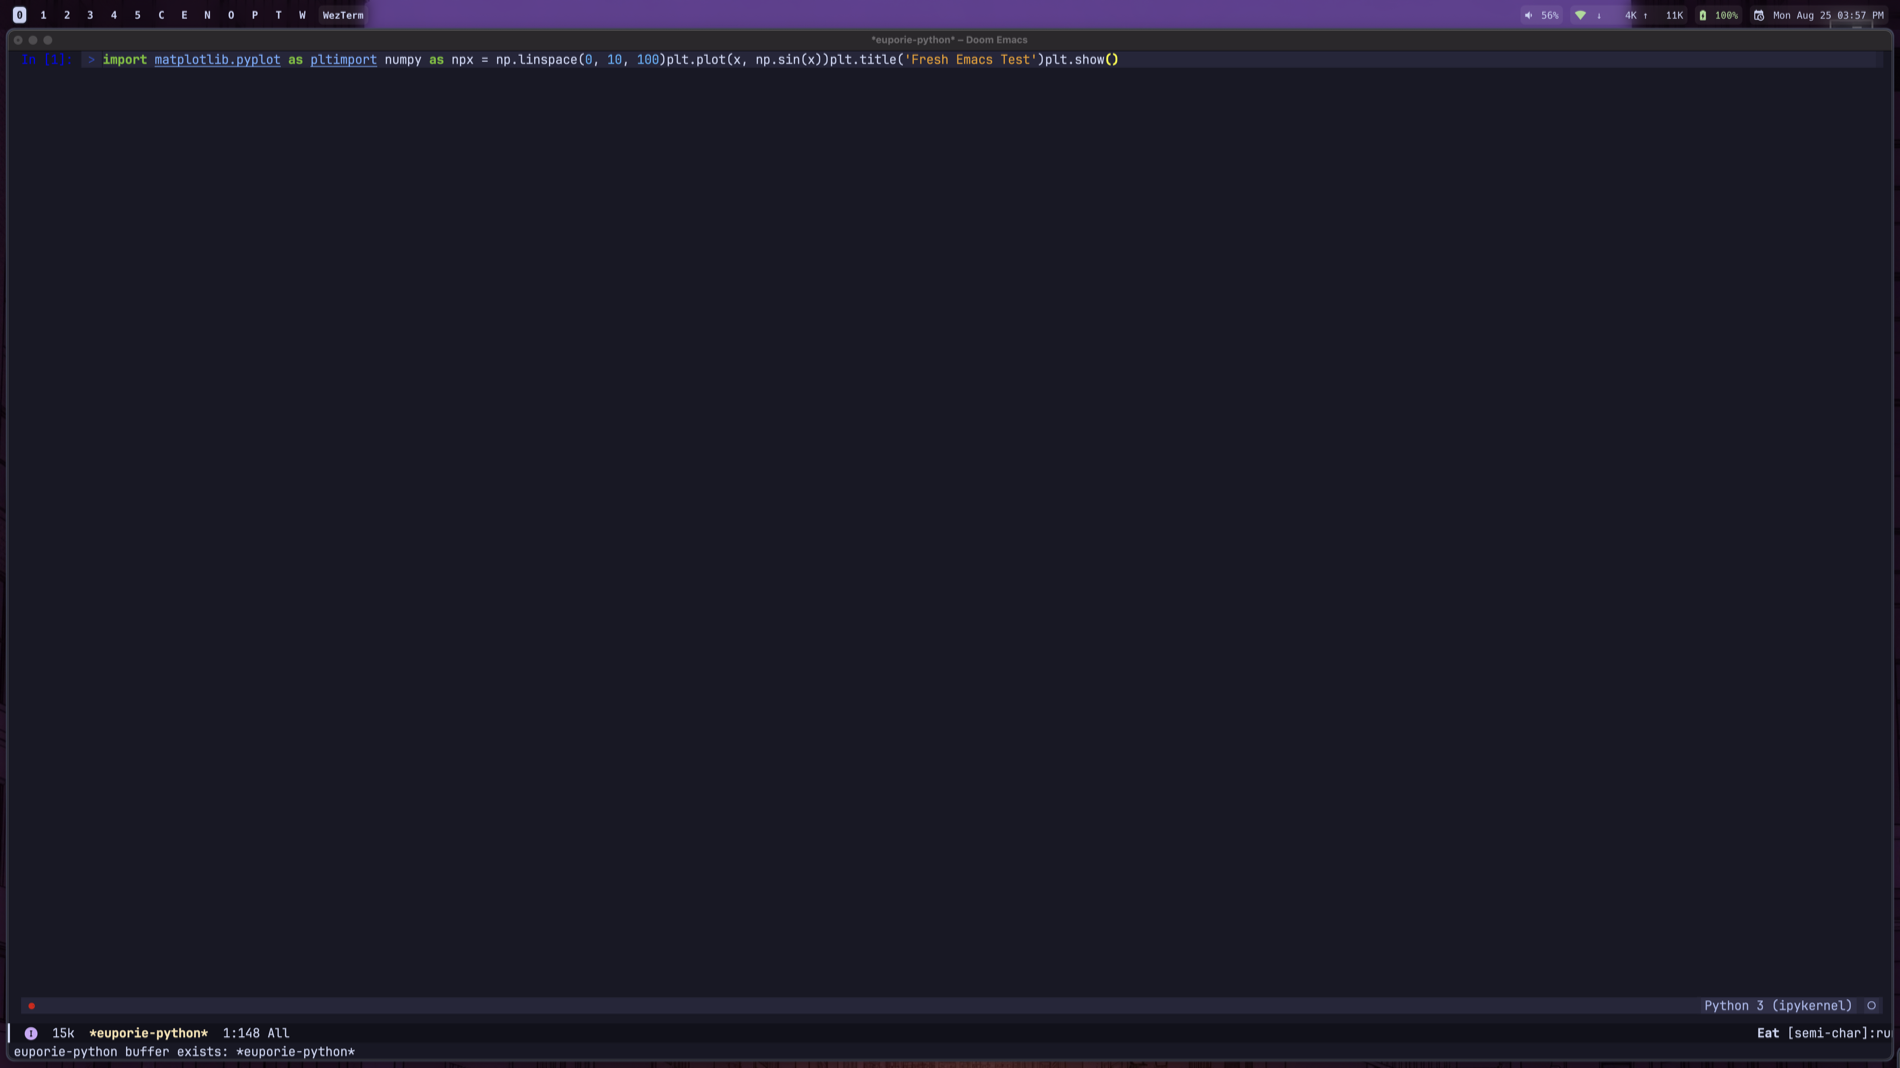 0 1 2 3 4 5 C E N O P T W WezTerm 56% ↓ 4K ↑ 11K 100% Mon Aug 25 03:57 PM
*euporie-python* – Doom Emacs
In [1]: > import matplotlib.pyplot as pltimport numpy as npx = np.linspace(0, 10, 100)plt.plot(x, np.sin(x))plt.title('Fresh Emacs Test')plt.show()
Python 3 (ipykernel)
I 15k *euporie-python* 1:148 All Eat [semi-char]:ru
euporie-python buffer exists: *euporie-python*